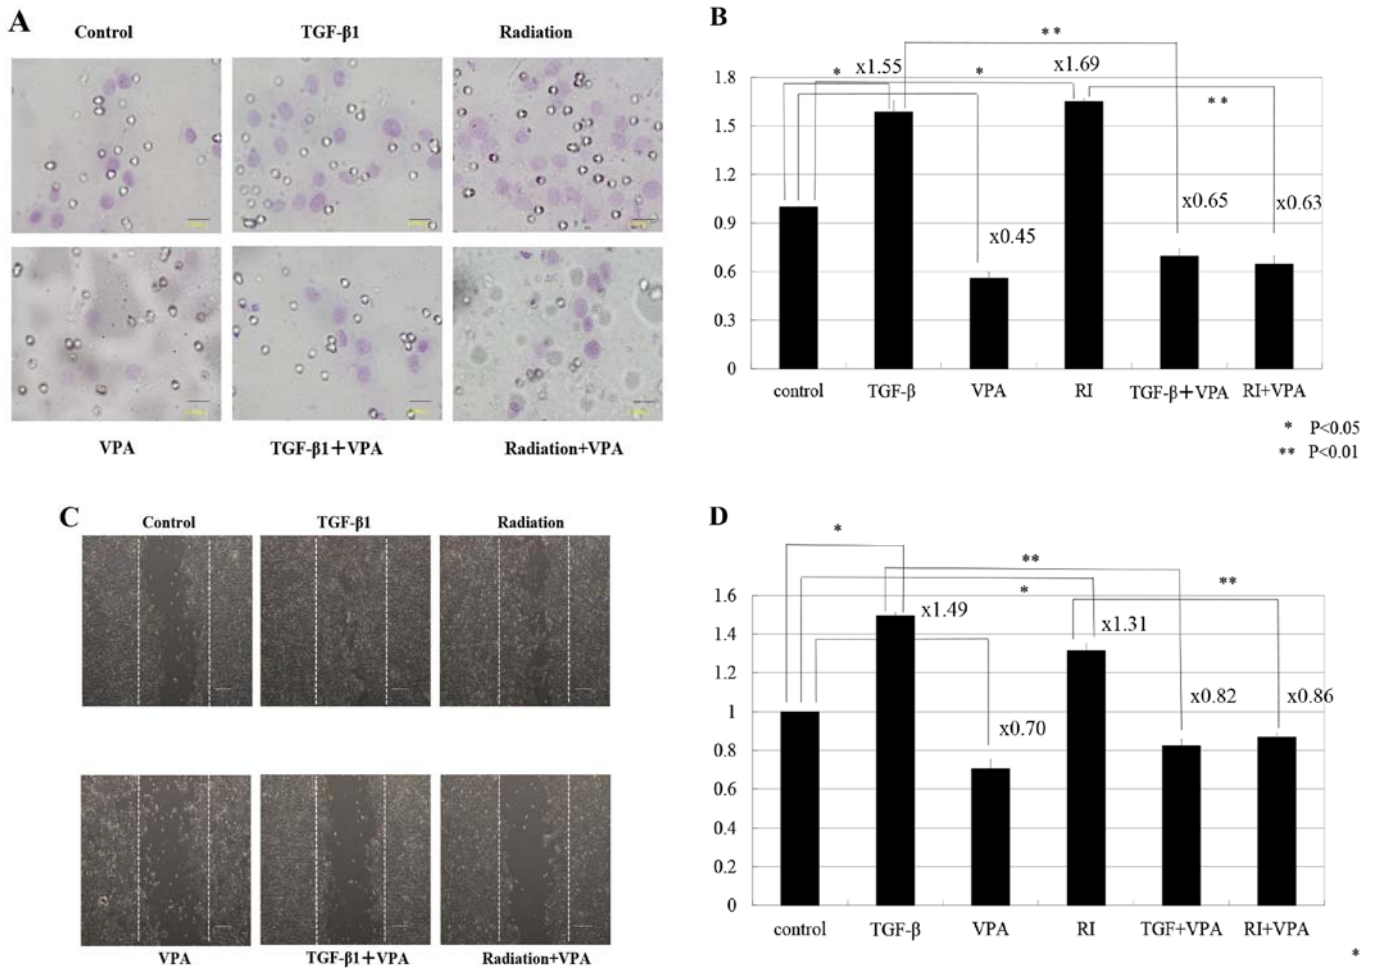 A
Control
TGF-β1
Radiation
VPA
TGF-β1+VPA
Radiation+VPA
B
**
* x1.55 * x1.69
**
1.8
1.5
1.2
0.9
0.6
0.3
0
x0.45
x0.65
x0.63
control TGF-β VPA RI TGF-β+VPA RI+VPA
* P<0.05
** P<0.01
C
Control
TGF-β1
Radiation
VPA
TGF-β1+VPA
Radiation+VPA
D
*
**
*
**
1.6
1.4
1.2
1
0.8
0.6
0.4
0.2
0
x1.49
x1.31
x0.70
x0.82
x0.86
control TGF-β VPA RI TGF+VPA RI+VPA
*